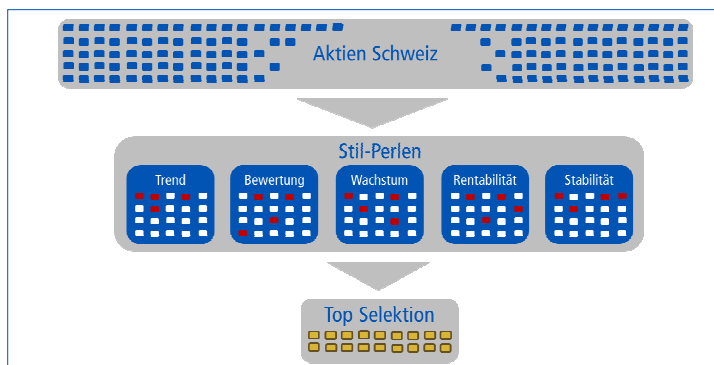 Aktien Schweiz
Stil-Perlen
Trend
Bewertung
Wachstum
Rentabilität
Stabilität
Top Selektion